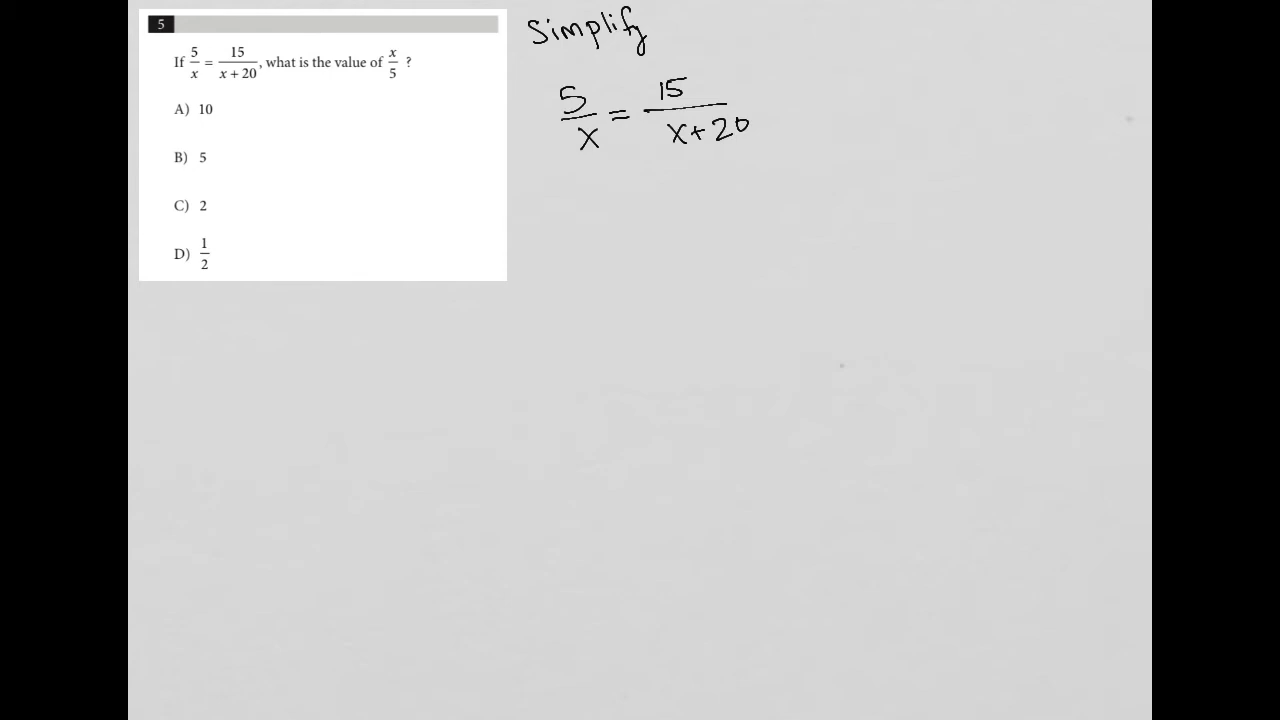 5
If 5/x = 15/(x + 20), what is the value of x/5 ?
A) 10
B) 5
C) 2
D) 1/2
Simplify
5/x = 15/(x+20)